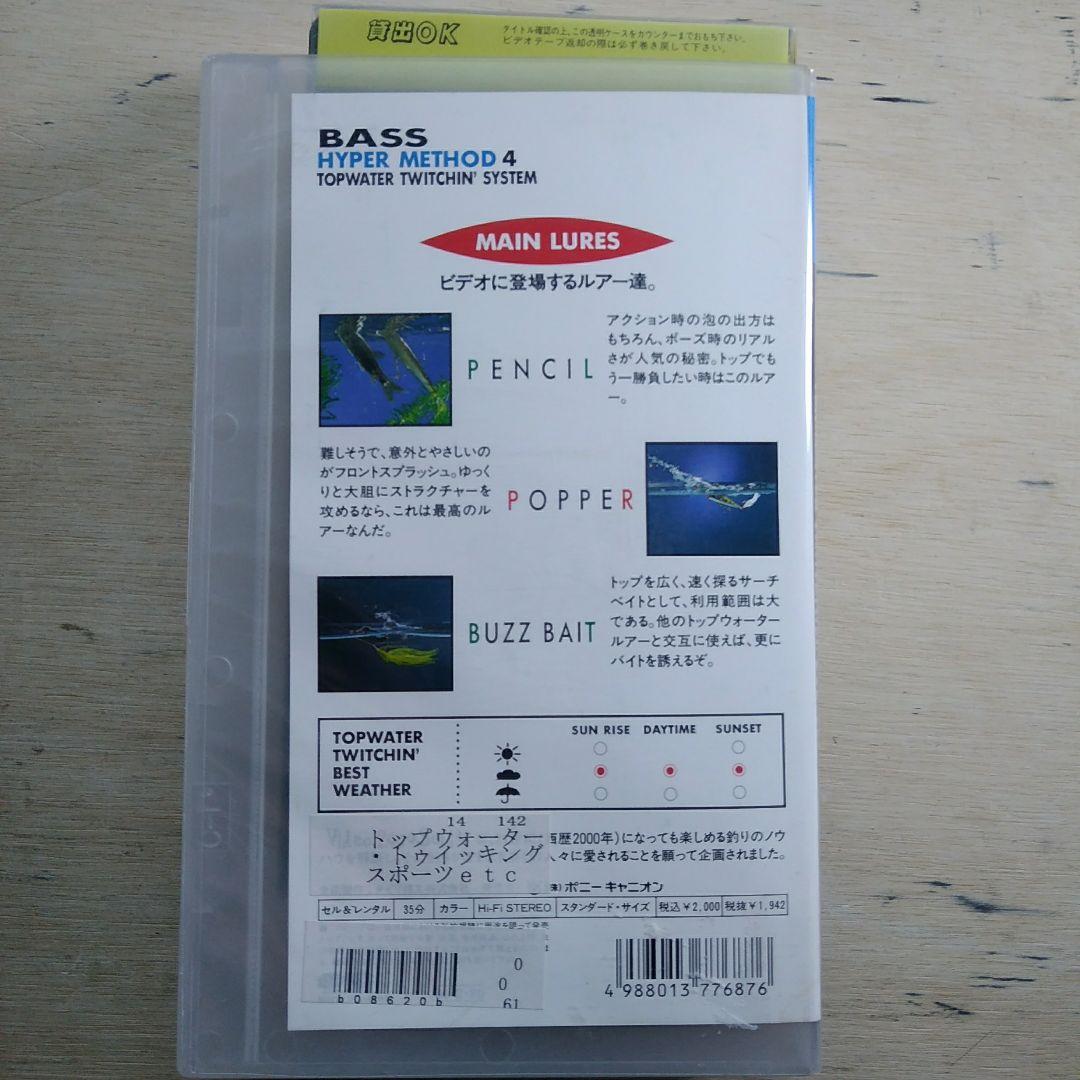 貸出OK
タイトル確認の上、この透明ケースをカウンターまでおもち下さい。
ビデオテープ返却の際は必ず巻き戻して下さい。
BASS
HYPER METHOD 4
TOPWATER TWITCHIN' SYSTEM
MAIN LURES
ビデオに登場するルアー達。
PENCIL
アクション時の泡の出方は
もちろん、ポーズ時のリアル
さが人気の秘密。トップでも
う一勝負したい時はこのルア
ー。
難しそうで、意外とやさしいの
がフロントスプラッシュ。ゆっく
りと大胆にストラクチャーを
攻めるなら、これは最高のル
アーなんだ。
POPPER
BUZZ BAIT
トップを広く、速く探るサーチ
ベイトとして、利用範囲は大
である。他のトップウォーター
ルアーと交互に使えば、更に
バイトを誘えるぞ。
TOPWATER
TWITCHIN'
BEST
WEATHER
SUN RISE DAYTIME SUNSET
14 142
トップウォーター
・トゥイッキング
スポーツetc
西暦2000年)になっても楽しめる釣りのノウ
人々に愛されることを願って企画されました。
(株)ポニーキャニオン
セル&レンタル 35分 カラー Hi-Fi STEREO スタンダード・サイズ 税込¥2,000 税抜¥1,942
b08620b
0
0
61
4 988013 776876